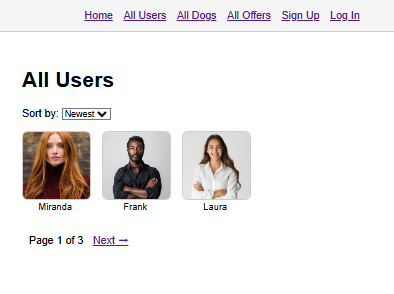 Home All Users All Dogs All Offers Sign Up Log In
All Users
Sort by: Newest
Miranda Frank Laura
Page 1 of 3 Next →